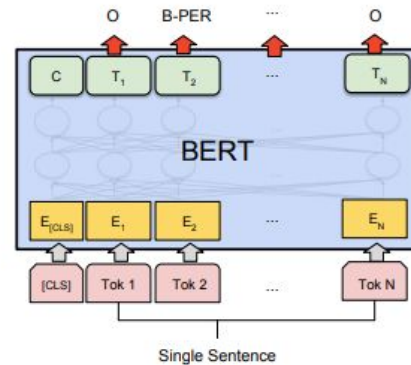 O B-PER ... O
C T1 T2 ... TN
BERT
E[CLS] E1 E2 ... EN
[CLS] Tok 1 Tok 2 ... Tok N
Single Sentence